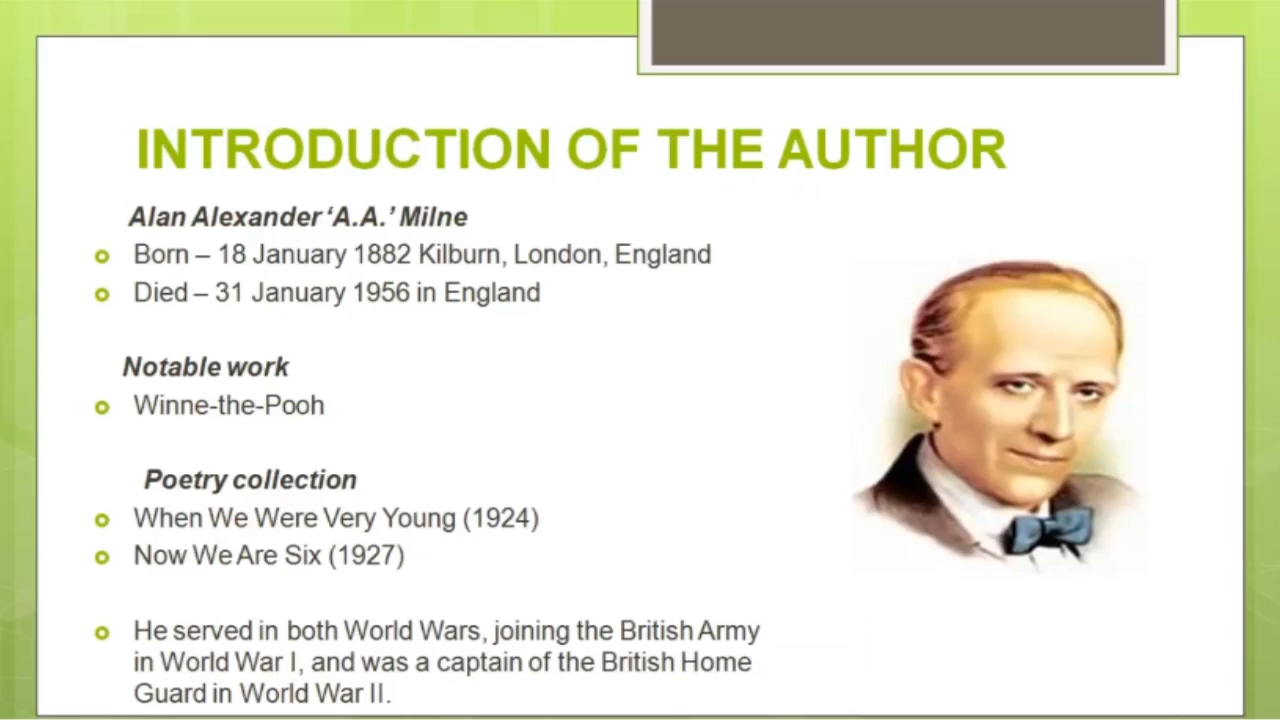 INTRODUCTION OF THE AUTHOR
Alan Alexander ‘A.A.’ Milne
Born – 18 January 1882 Kilburn, London, England
Died – 31 January 1956 in England
Notable work
Winne-the-Pooh
Poetry collection
When We Were Very Young (1924)
Now We Are Six (1927)
He served in both World Wars, joining the British Army
in World War I, and was a captain of the British Home
Guard in World War II.